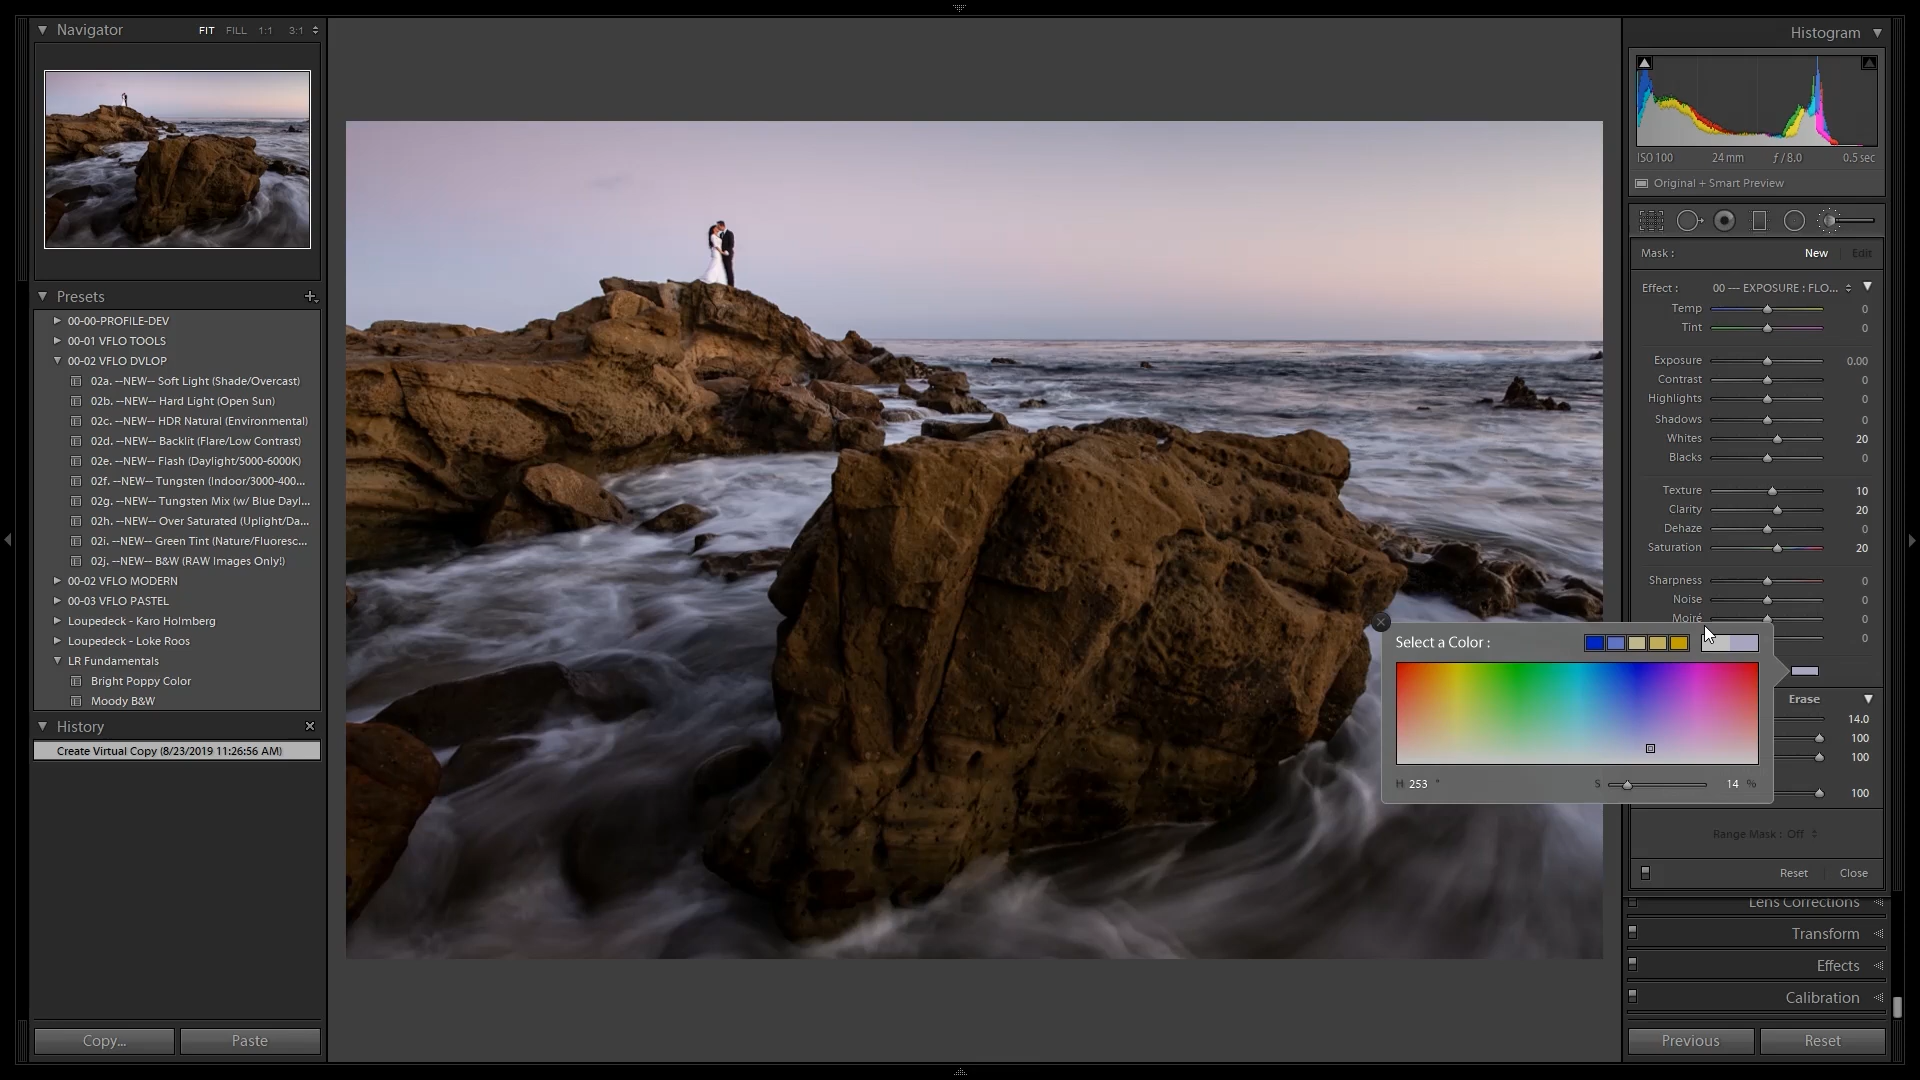 Navigator
FIT FILL 1:1 3:1
Presets
00-00-PROFILE-DEV
00-01 VFLO TOOLS
00-02 VFLO DVLOP
02a. --NEW-- Soft Light (Shade/Overcast)
02b. --NEW-- Hard Light (Open Sun)
02c. --NEW-- HDR Natural (Environmental)
02d. --NEW-- Backlit (Flare/Low Contrast)
02e. --NEW-- Flash (Daylight/5000-6000K)
02f. --NEW-- Tungsten (Indoor/3000-400...
02g. --NEW-- Tungsten Mix (w/ Blue Dayl...
02h. --NEW-- Over Saturated (Uplight/Da...
02i. --NEW-- Green Tint (Nature/Fluoresc...
02j. --NEW-- B&W (RAW Images Only!)
00-02 VFLO MODERN
00-03 VFLO PASTEL
Loupedeck - Karo Holmberg
Loupedeck - Loke Roos
LR Fundamentals
Bright Poppy Color
Moody B&W
History
Create Virtual Copy (8/23/2019 11:26:56 AM)
Copy... Paste
Histogram
ISO 100 24 mm ƒ / 8.0 0.5 sec
Original + Smart Preview
Mask : New Edit
Effect : 00 --- EXPOSURE : FLO...
Temp 0
Tint 0
Exposure 0.00
Contrast 0
Highlights 0
Shadows 0
Whites 20
Blacks 0
Texture 10
Clarity 20
Dehaze 0
Saturation 20
Sharpness 0
Noise 0
Moiré 0
0
Select a Color :
H 253 ° S 14 %
Erase
14.0
100
100
100
Range Mask : Off
Reset Close
Lens Corrections
Transform
Effects
Calibration
Previous Reset